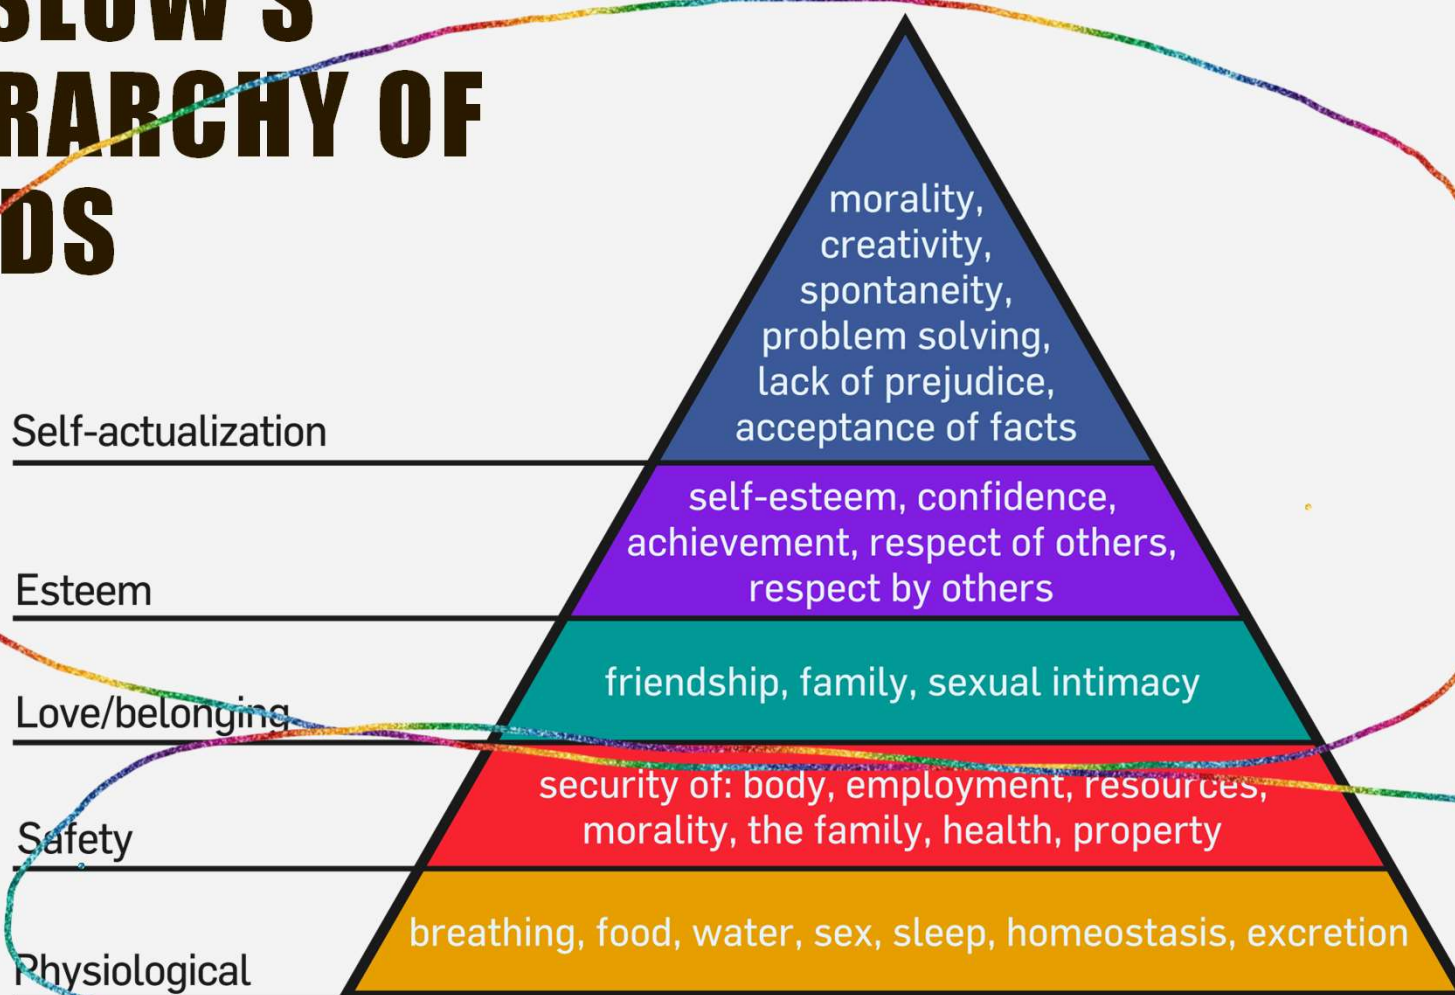 SLOW'S
RARCHY OF
DS
morality,
creativity,
spontaneity,
problem solving,
lack of prejudice,
acceptance of facts
Self-actualization
self-esteem, confidence,
achievement, respect of others,
respect by others
Esteem
friendship, family, sexual intimacy
Love/belonging
security of: body, employment, resources,
morality, the family, health, property
Safety
breathing, food, water, sex, sleep, homeostasis, excretion
Physiological